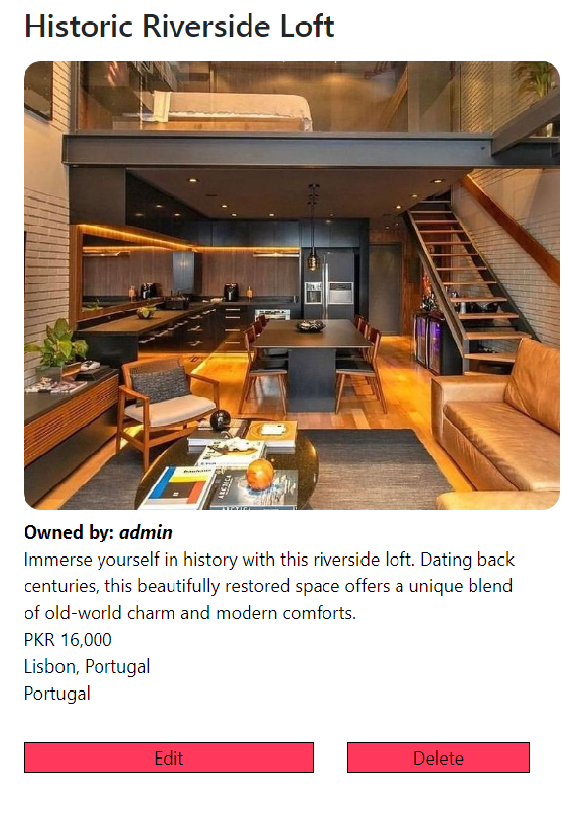 Historic Riverside Loft
Owned by: admin
Immerse yourself in history with this riverside loft. Dating back
centuries, this beautifully restored space offers a unique blend
of old-world charm and modern comforts.
PKR 16,000
Lisbon, Portugal
Portugal
Edit
Delete